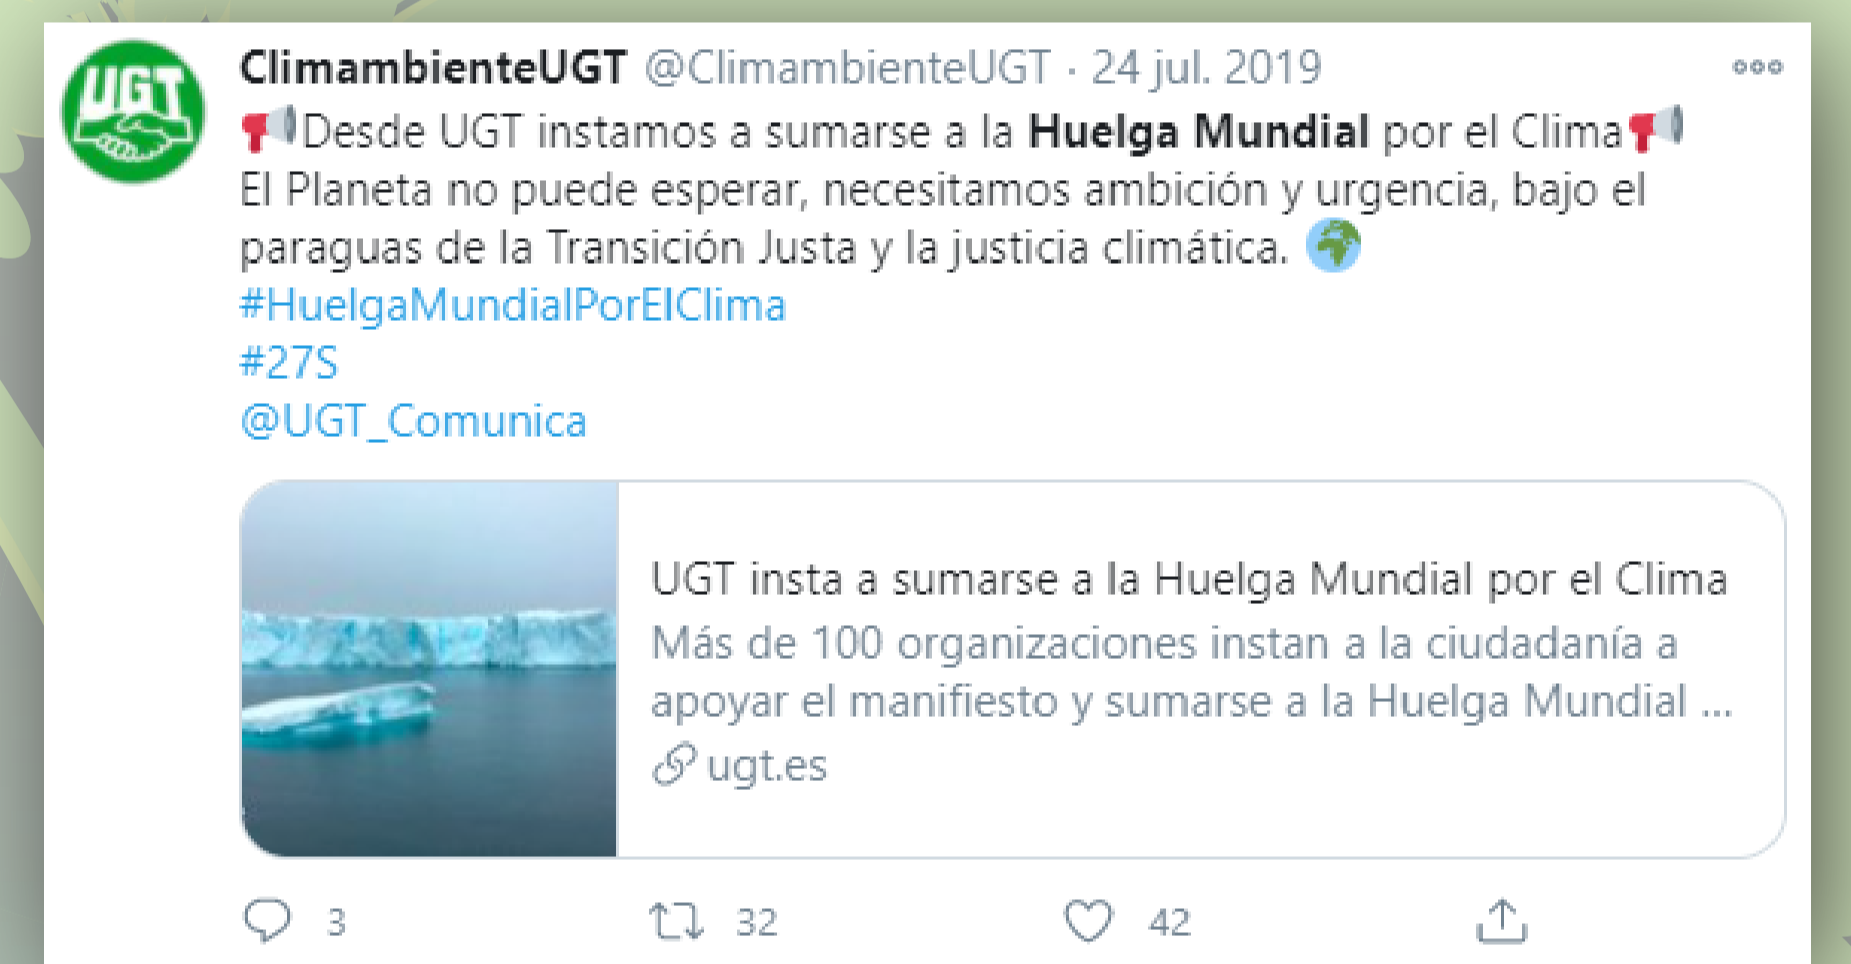 UGT
ClimambienteUGT @ClimambienteUGT · 24 jul. 2019
📢Desde UGT instamos a sumarse a la Huelga Mundial por el Clima📢
El Planeta no puede esperar, necesitamos ambición y urgencia, bajo el
paraguas de la Transición Justa y la justicia climática. 🌍
#HuelgaMundialPorElClima
#27S
@UGT_Comunica
UGT insta a sumarse a la Huelga Mundial por el Clima
Más de 100 organizaciones instan a la ciudadanía a
apoyar el manifiesto y sumarse a la Huelga Mundial ...
ugt.es
3 32 42